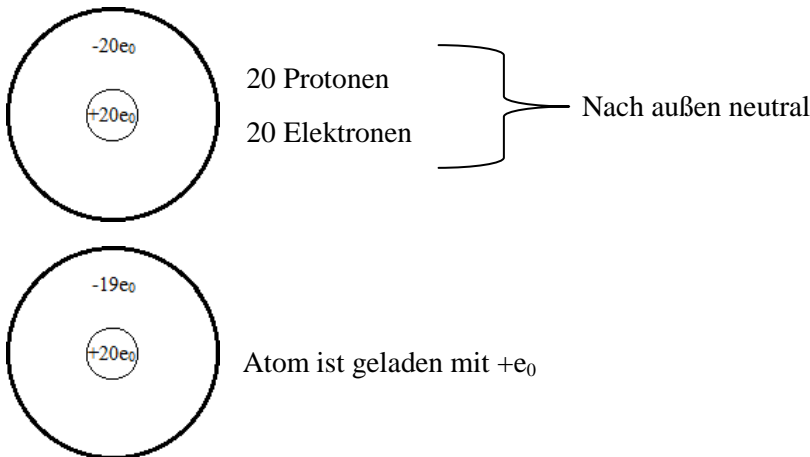 -20e₀
20 Protonen
+20e₀
Nach außen neutral
20 Elektronen
-19e₀
+20e₀
Atom ist geladen mit +e₀